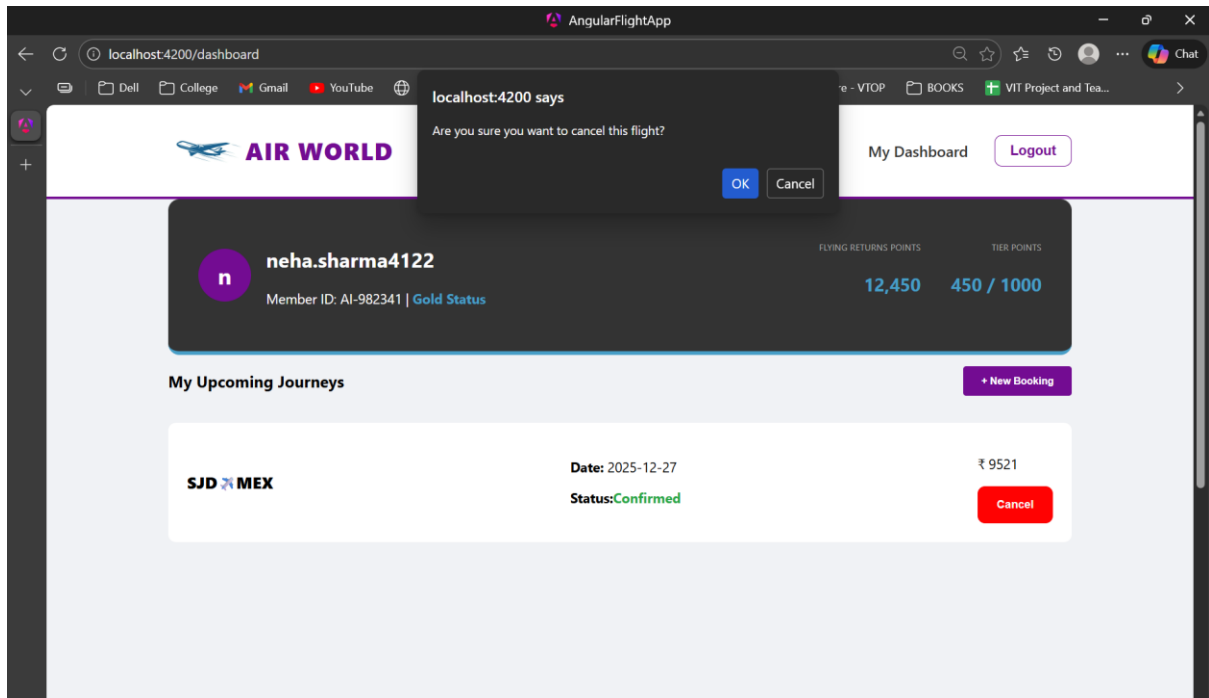 AngularFlightApp
localhost:4200/dashboard
Chat
Dell College Gmail YouTube e - VTOP BOOKS VIT Project and Tea...
localhost:4200 says
Are you sure you want to cancel this flight?
OK Cancel
AIR WORLD
My Dashboard Logout
n
neha.sharma4122
Member ID: AI-982341 | Gold Status
FLYING RETURNS POINTS TIER POINTS
12,450 450 / 1000
My Upcoming Journeys
+ New Booking
SJD MEX
Date: 2025-12-27
Status:Confirmed
₹ 9521
Cancel